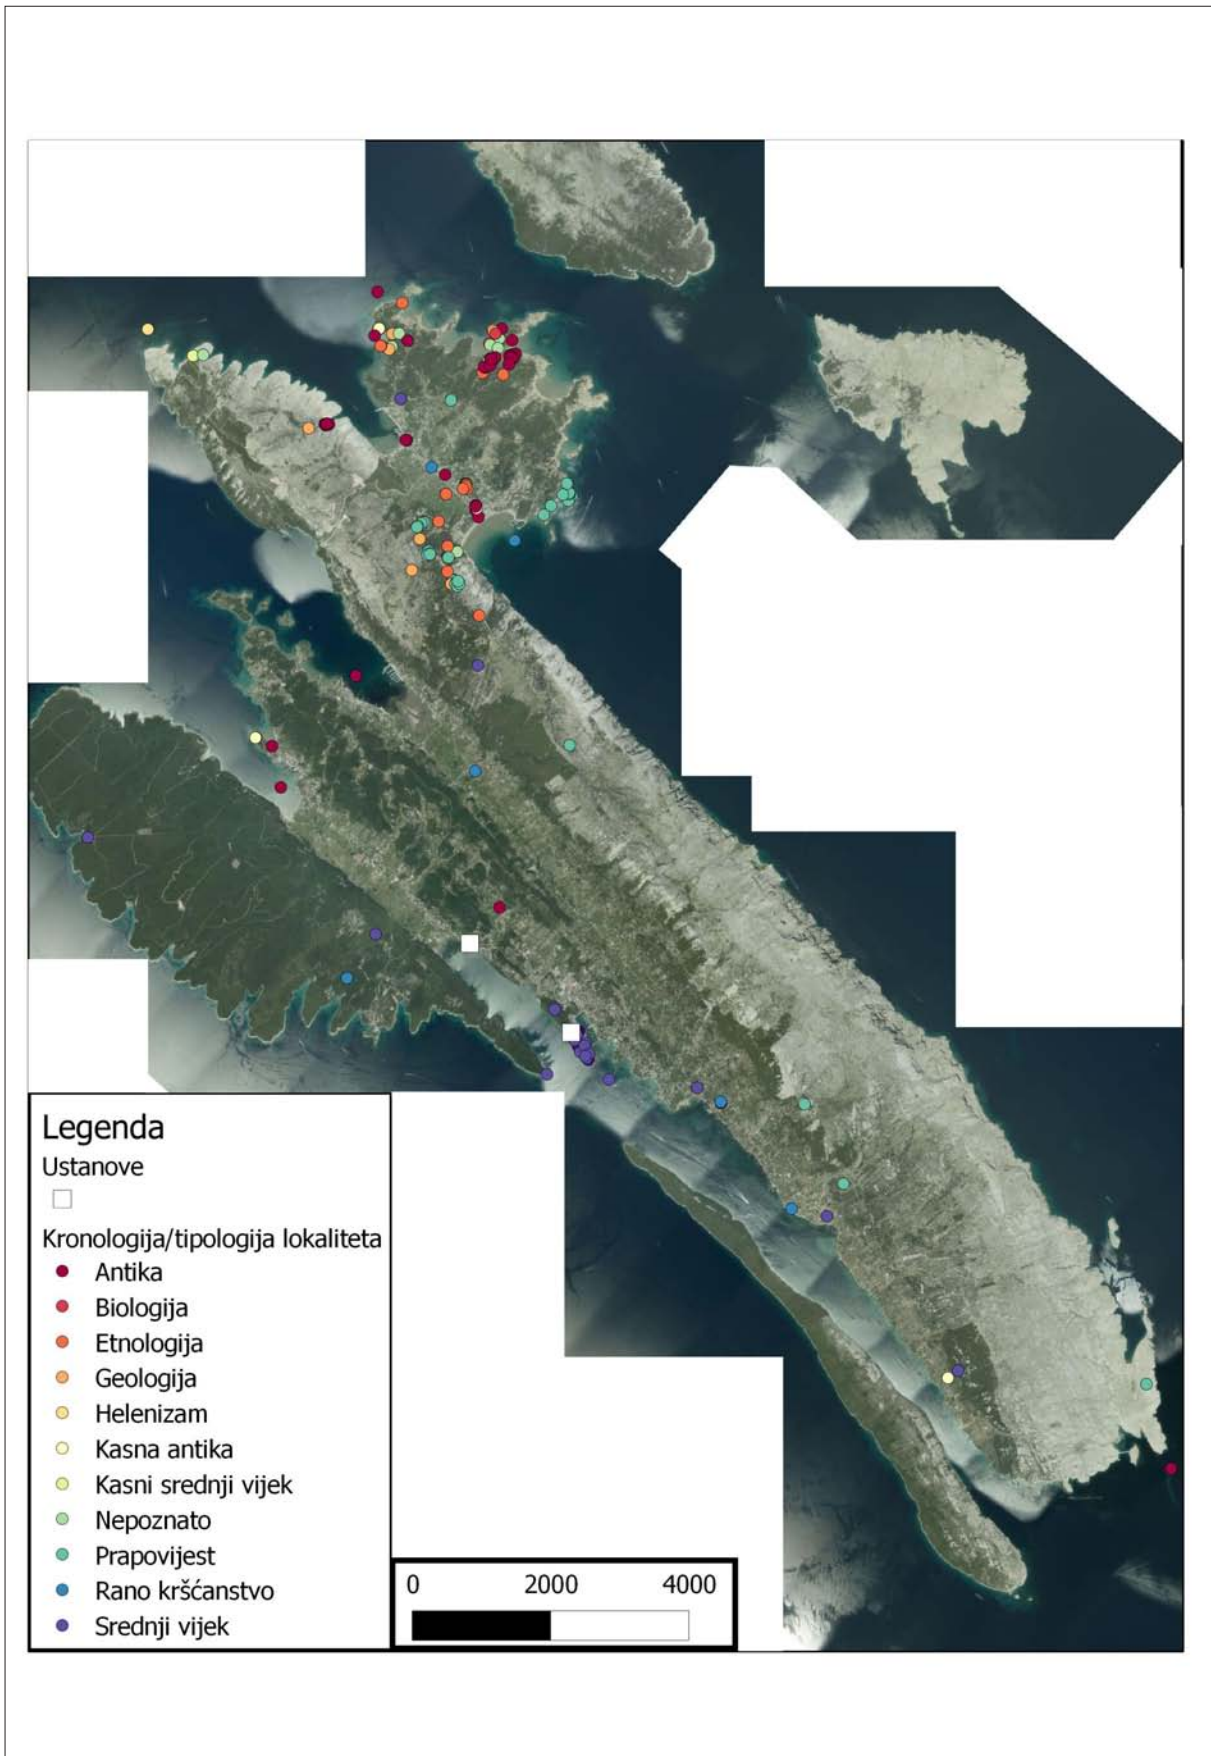 Legenda
Ustanove
Kronologija/tipologija lokaliteta
Antika
Biologija
Etnologija
Geologija
Helenizam
Kasna antika
Kasni srednji vijek
Nepoznato
Prapovijest
Rano kršćanstvo
Srednji vijek
0 2000 4000